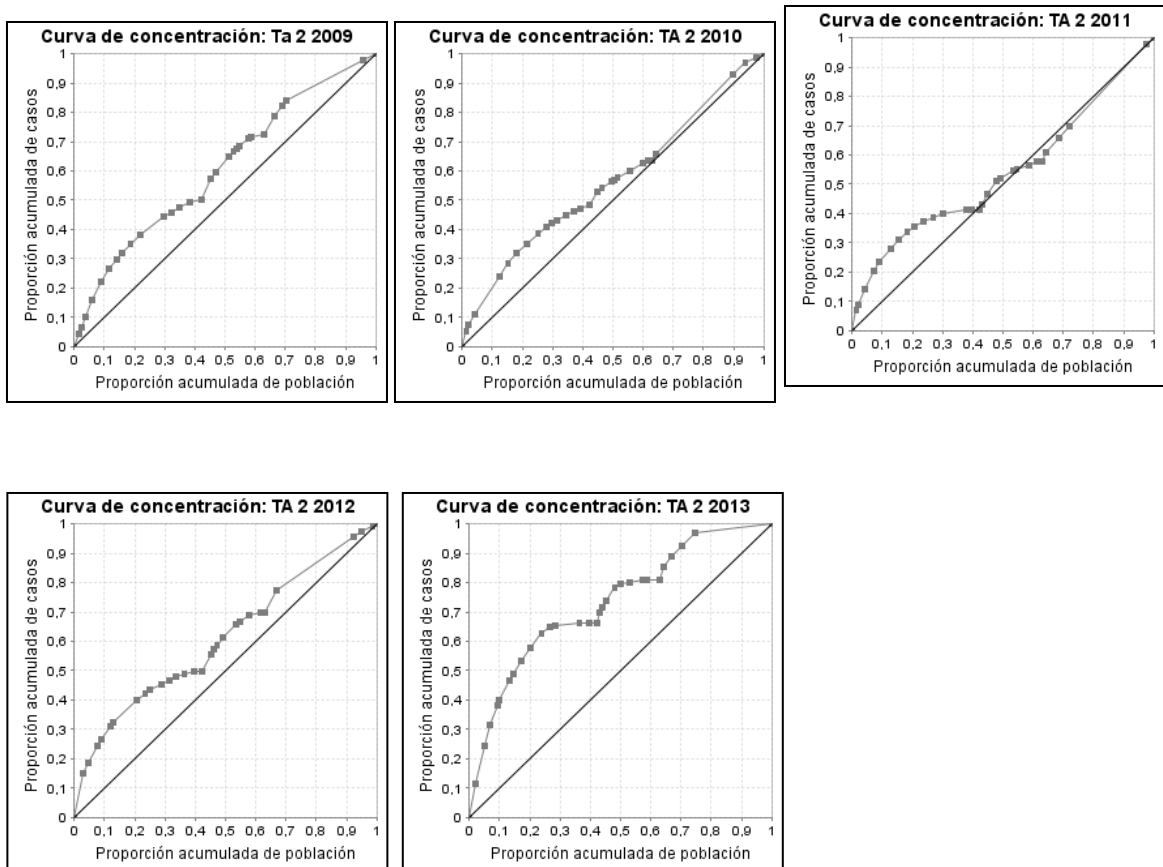 Curva de concentración: Ta 2 2009
Proporción acumulada de casos
1
0,9
0,8
0,7
0,6
0,5
0,4
0,3
0,2
0,1
0
0 0,1 0,2 0,3 0,4 0,5 0,6 0,7 0,8 0,9 1
Proporción acumulada de población
Curva de concentración: TA 2 2010
Proporción acumulada de casos
1
0,9
0,8
0,7
0,6
0,5
0,4
0,3
0,2
0,1
0
0 0,1 0,2 0,3 0,4 0,5 0,6 0,7 0,8 0,9 1
Proporción acumulada de población
Curva de concentración: TA 2 2011
Proporción acumulada de casos
1
0,9
0,8
0,7
0,6
0,5
0,4
0,3
0,2
0,1
0
0 0,1 0,2 0,3 0,4 0,5 0,6 0,7 0,8 0,9 1
Proporción acumulada de población
Curva de concentración: TA 2 2012
Proporción acumulada de casos
1
0,9
0,8
0,7
0,6
0,5
0,4
0,3
0,2
0,1
0
0 0,1 0,2 0,3 0,4 0,5 0,6 0,7 0,8 0,9 1
Proporción acumulada de población
Curva de concentración: TA 2 2013
Proporción acumulada de casos
1
0,9
0,8
0,7
0,6
0,5
0,4
0,3
0,2
0,1
0
0 0,1 0,2 0,3 0,4 0,5 0,6 0,7 0,8 0,9 1
Proporción acumulada de población